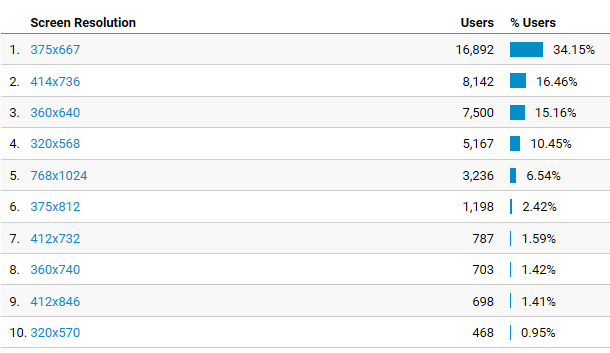 Screen Resolution Users % Users
1. 375x667 16,892 34.15%
2. 414x736 8,142 16.46%
3. 360x640 7,500 15.16%
4. 320x568 5,167 10.45%
5. 768x1024 3,236 6.54%
6. 375x812 1,198 2.42%
7. 412x732 787 1.59%
8. 360x740 703 1.42%
9. 412x846 698 1.41%
10. 320x570 468 0.95%